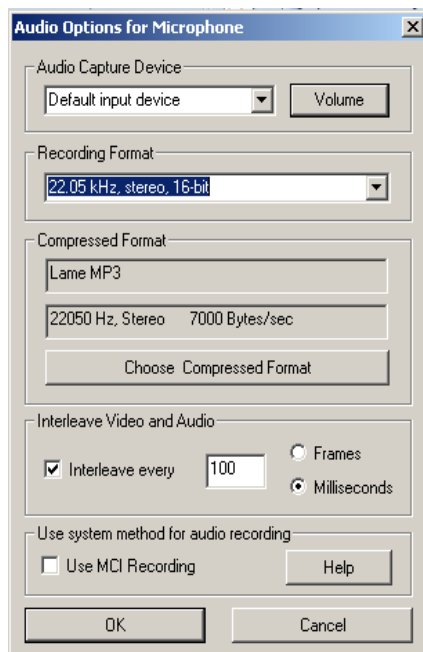 Audio Options for Microphone
Audio Capture Device
Default input device
Volume
Recording Format
22.05 kHz, stereo, 16-bit
Compressed Format
Lame MP3
22050 Hz, Stereo 7000 Bytes/sec
Choose Compressed Format
Interleave Video and Audio
Interleave every 100
Frames
Milliseconds
Use system method for audio recording
Use MCI Recording
Help
OK Cancel